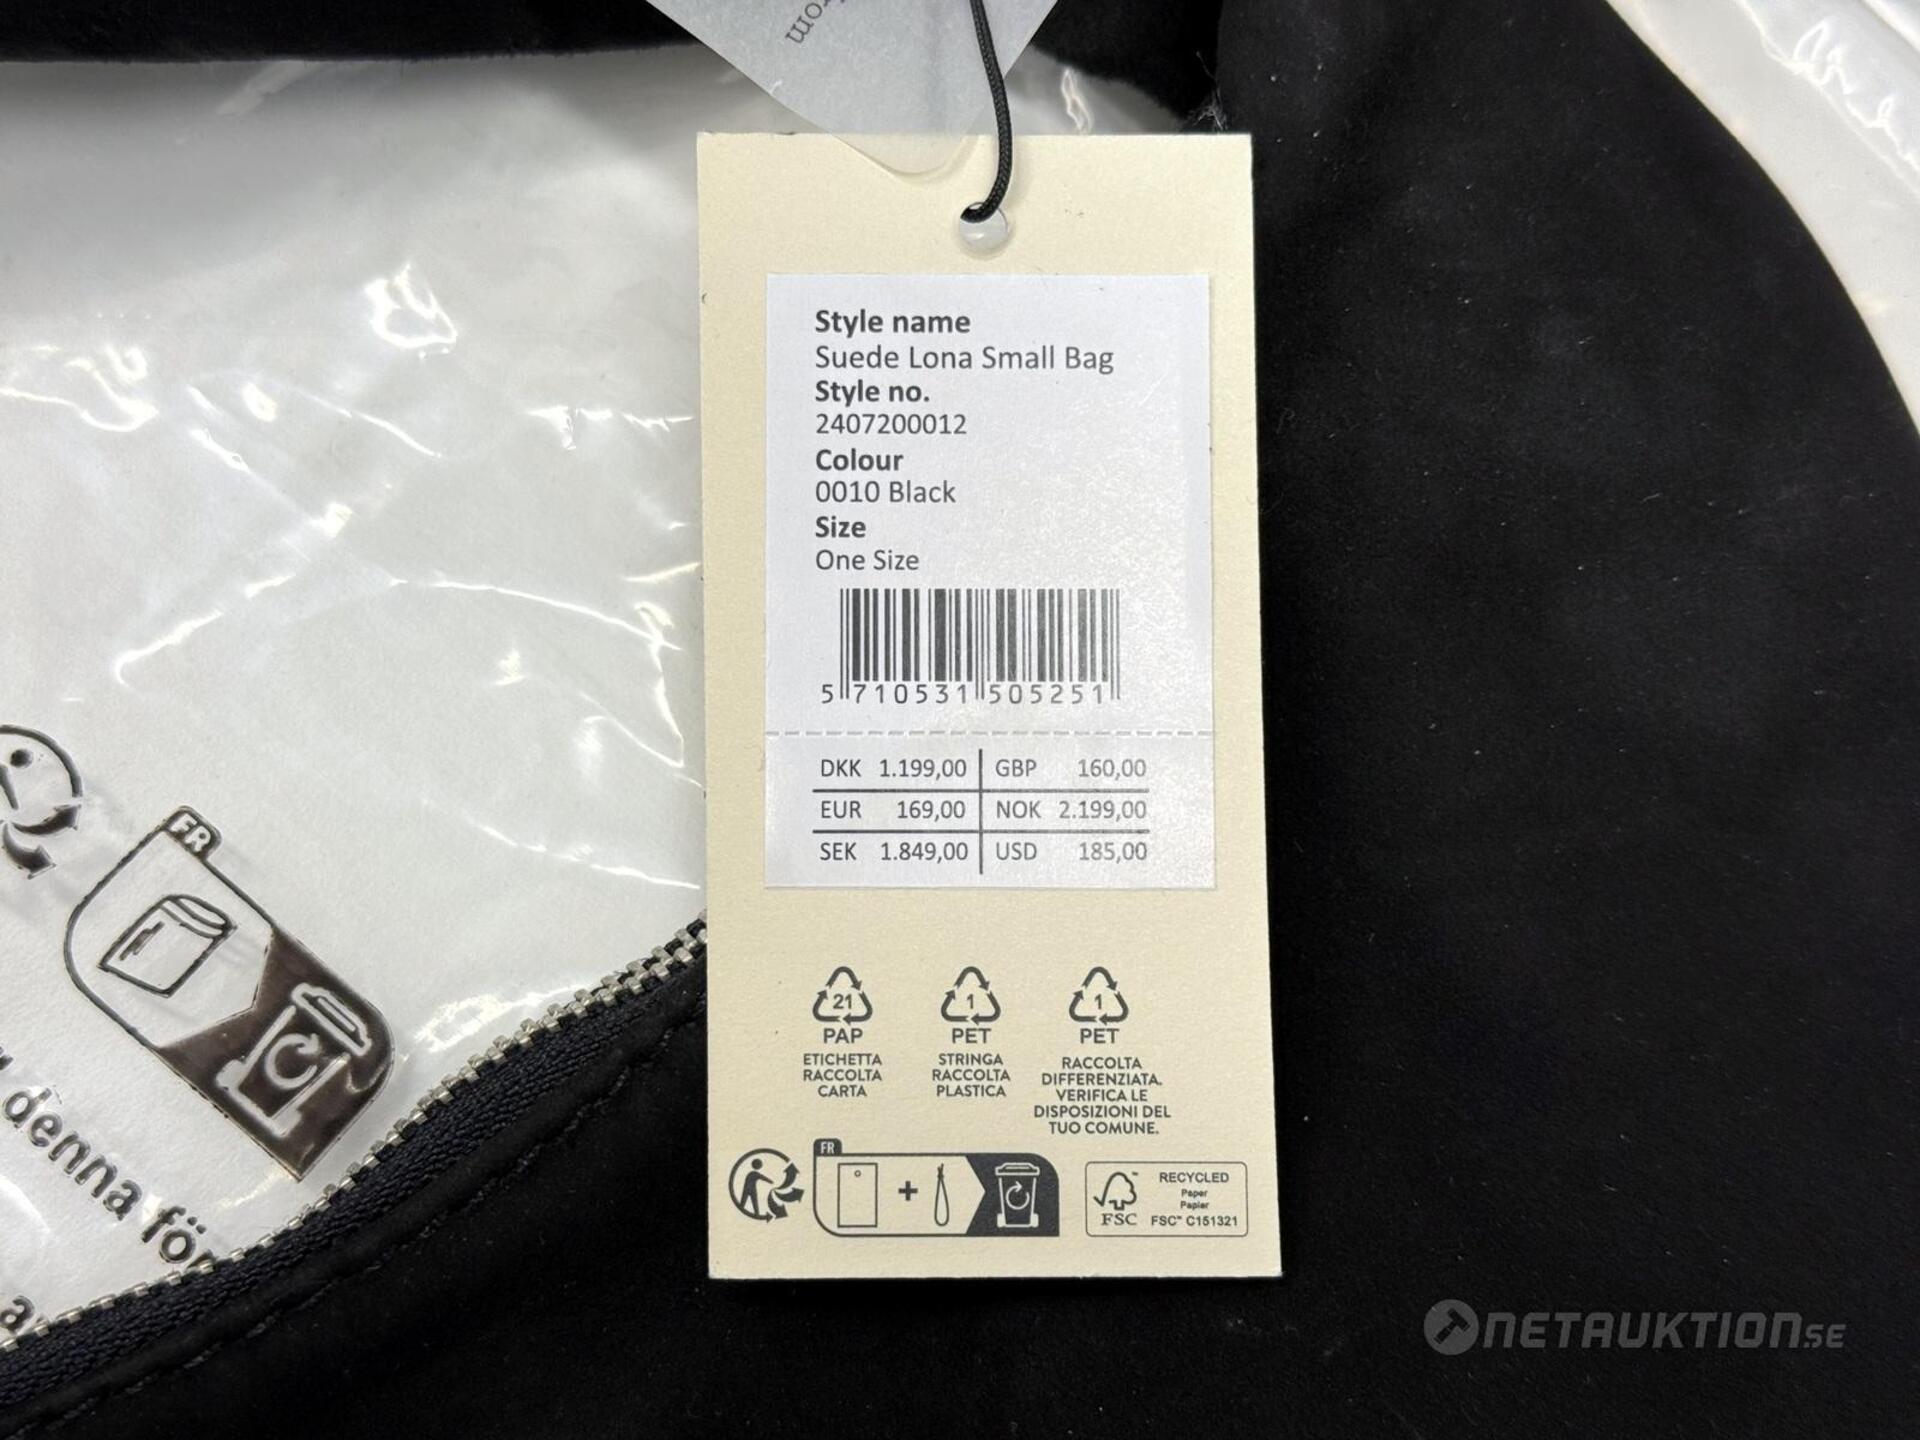 rom
Style name
Suede Lona Small Bag
Style no.
2407200012
Colour
0010 Black
Size
One Size
5 710531 505251
DKK 1.199,00 GBP 160,00
EUR 169,00 NOK 2.199,00
SEK 1.849,00 USD 185,00
21 1 1
PAP PET PET
ETICHETTA
RACCOLTA
CARTA
STRINGA
RACCOLTA
PLASTICA
RACCOLTA
DIFFERENZIATA.
VERIFICA LE
DISPOSIZIONI DEL
TUO COMUNE.
FR
+
FSC
RECYCLED
Paper
Papier
FSC™ C151321
FR
denna för
NETAUKTION.SE